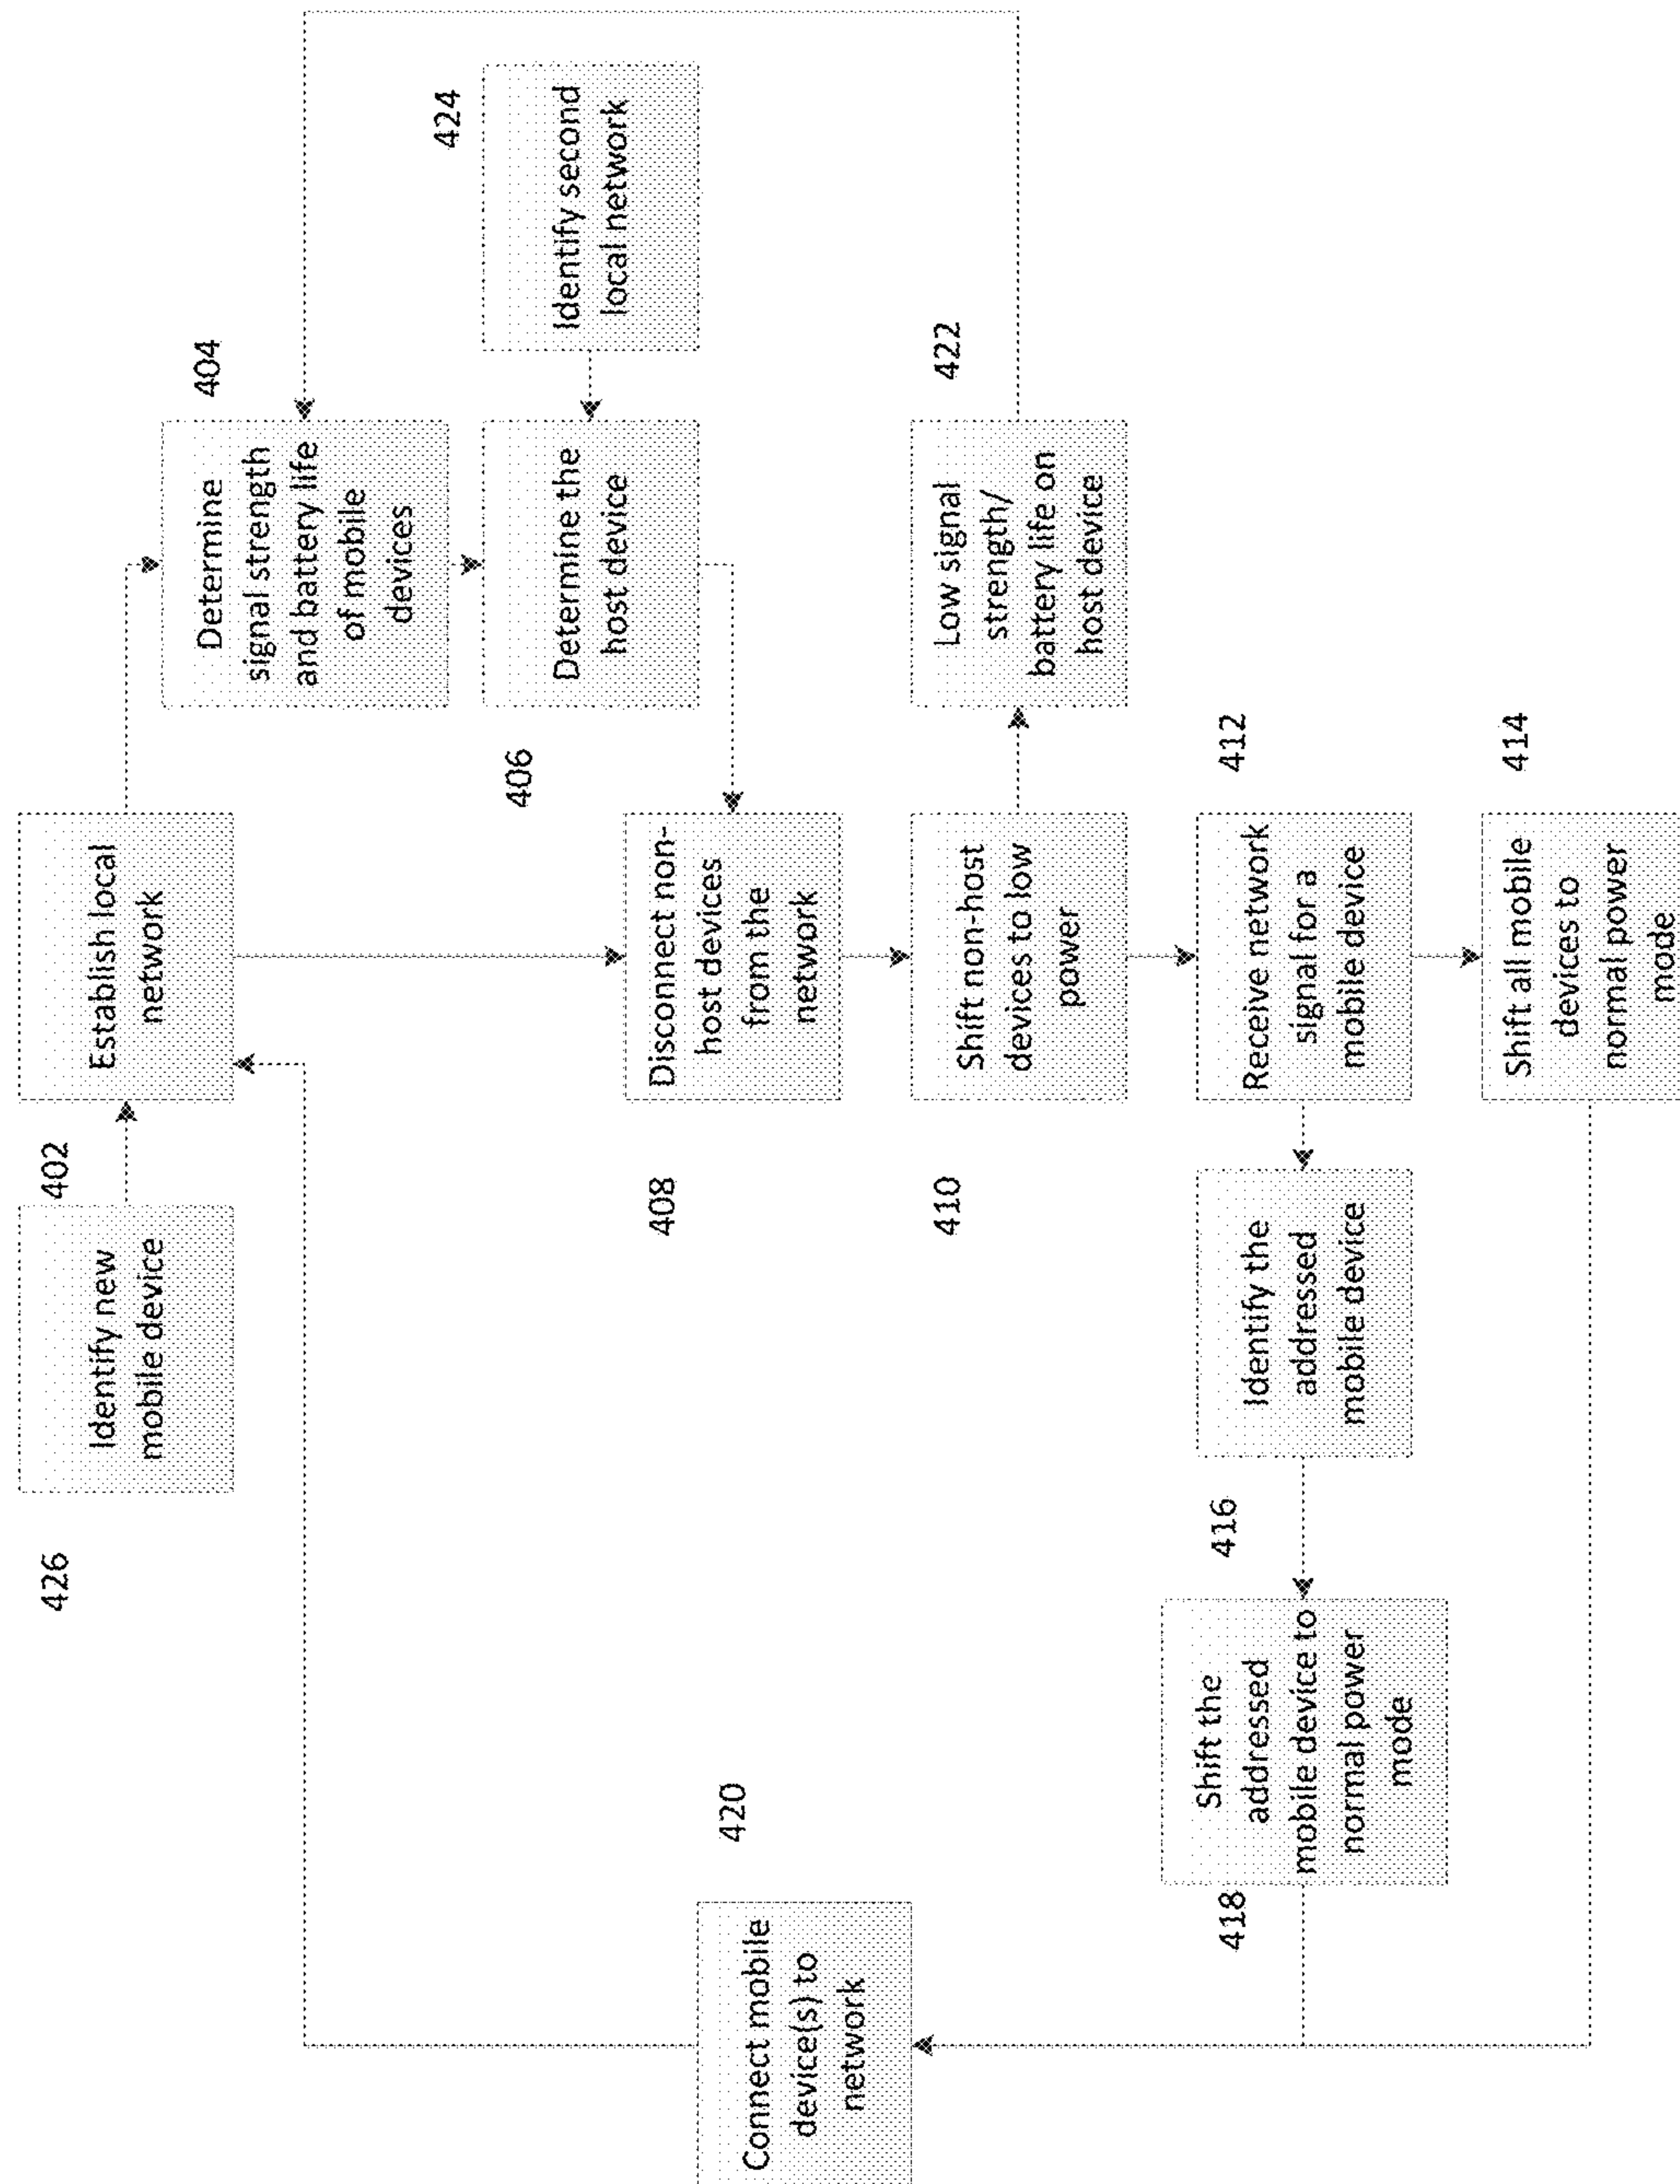 426
Identify new
mobile device
402
Establish local
network
404
Determine
signal strength
and battery life
of mobile
devices
424
Identify second
local network
406
Determine the
host device
408
Disconnect non-
host devices
from the
network
410
Shift non-host
devices to low
power
422
Low signal
strength/
battery life on
host device
412
Receive network
signal for a
mobile device
414
Shift all mobile
devices to
normal power
mode
416
Identify the
addressed
mobile device
418
Shift the
addressed
mobile device to
normal power
mode
420
Connect mobile
device(s) to
network